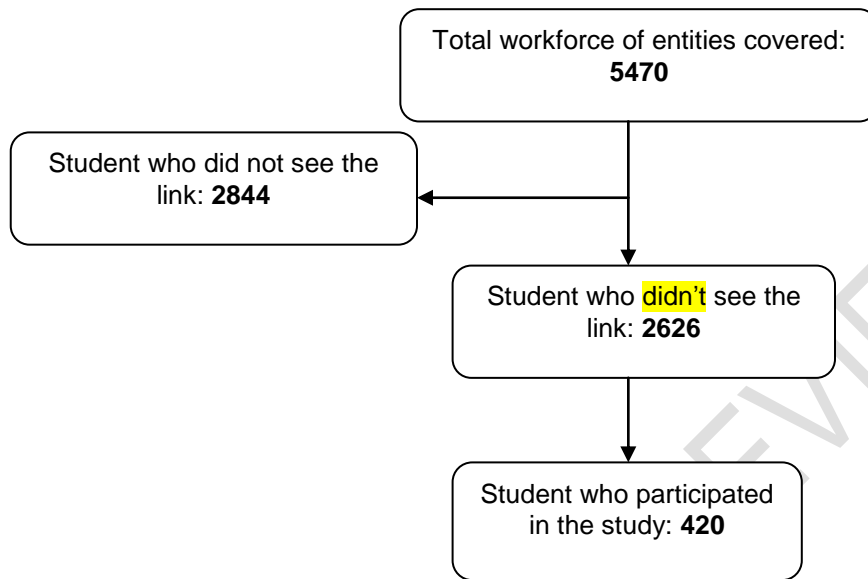 Total workforce of entities covered:
5470
Student who did not see the
link: 2844
Student who didn’t see the
link: 2626
Student who participated
in the study: 420